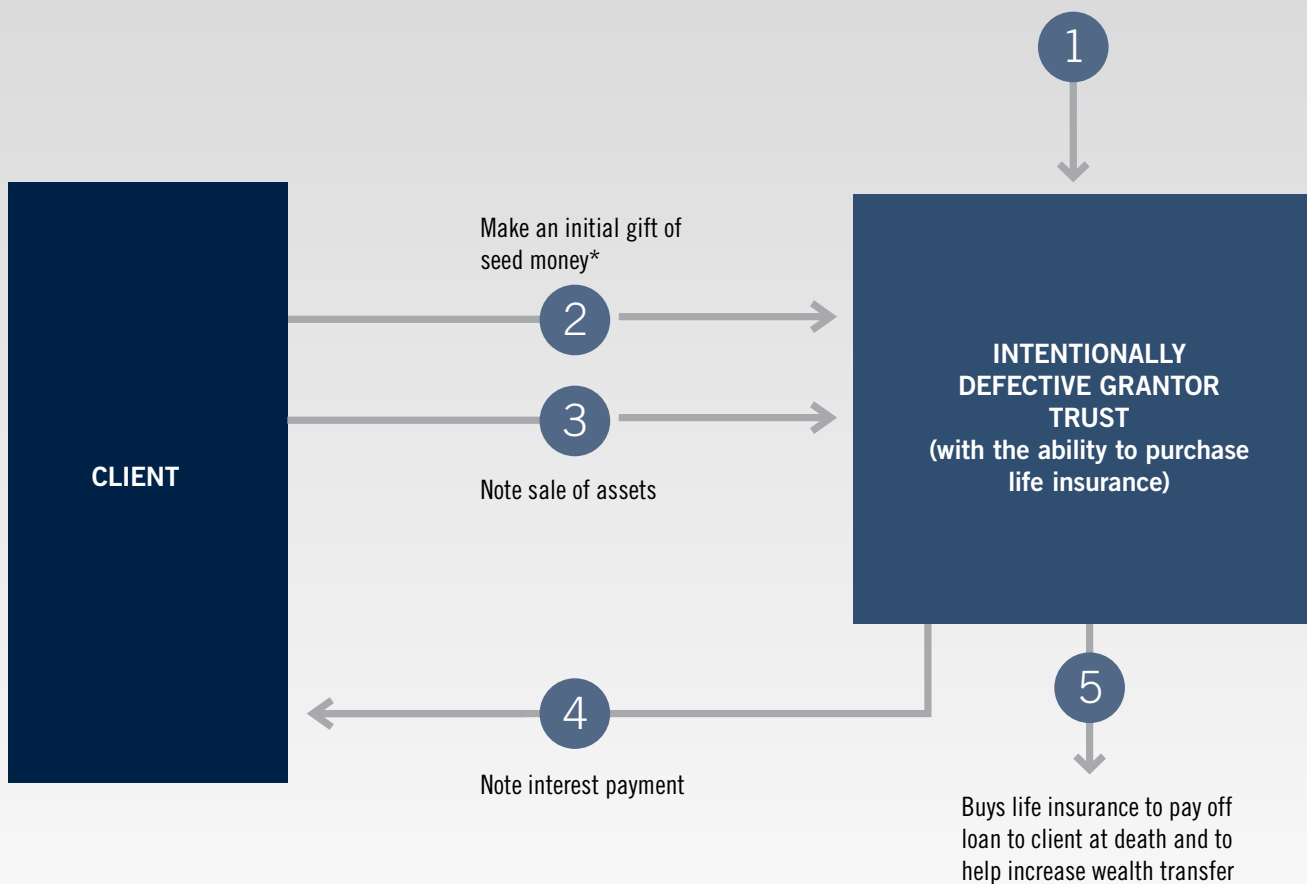 1
Make an initial gift of
seed money*
2
3
Note sale of assets
CLIENT
INTENTIONALLY
DEFECTIVE GRANTOR
TRUST
(with the ability to purchase
life insurance)
4
Note interest payment
5
Buys life insurance to pay off
loan to client at death and to
help increase wealth transfer